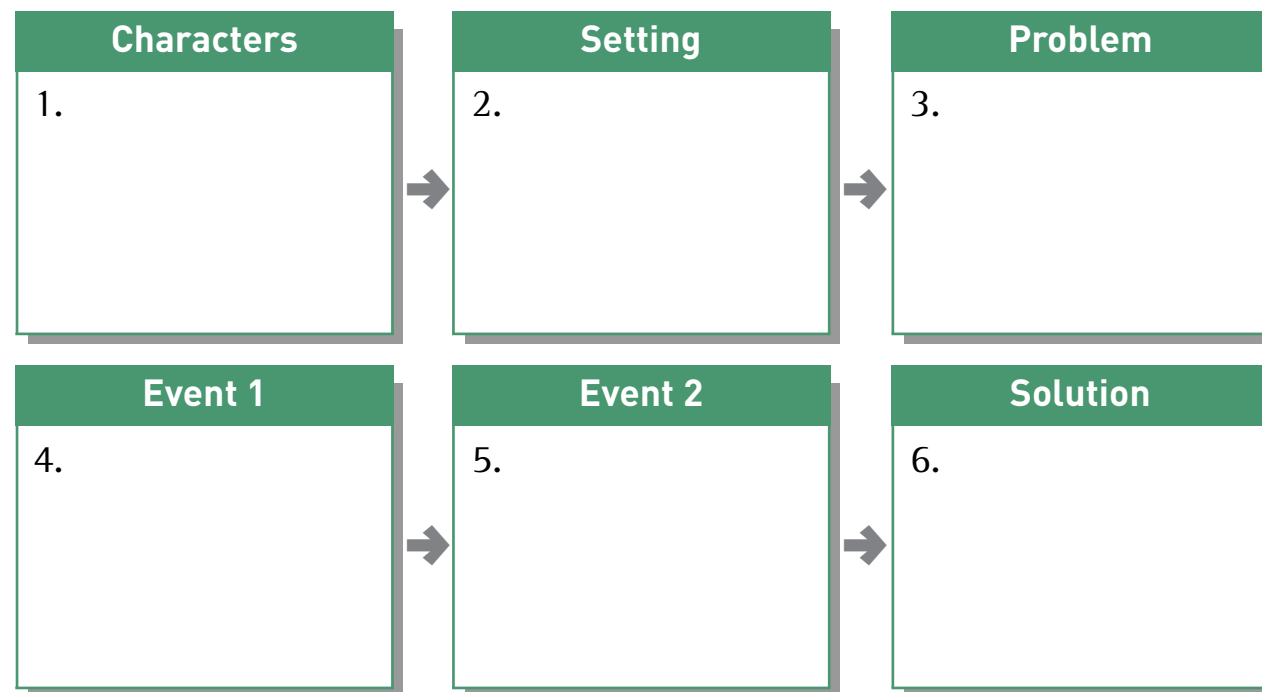 Characters
Setting
Problem
1.
2.
3.
Event 1
Event 2
Solution
4.
5.
6.